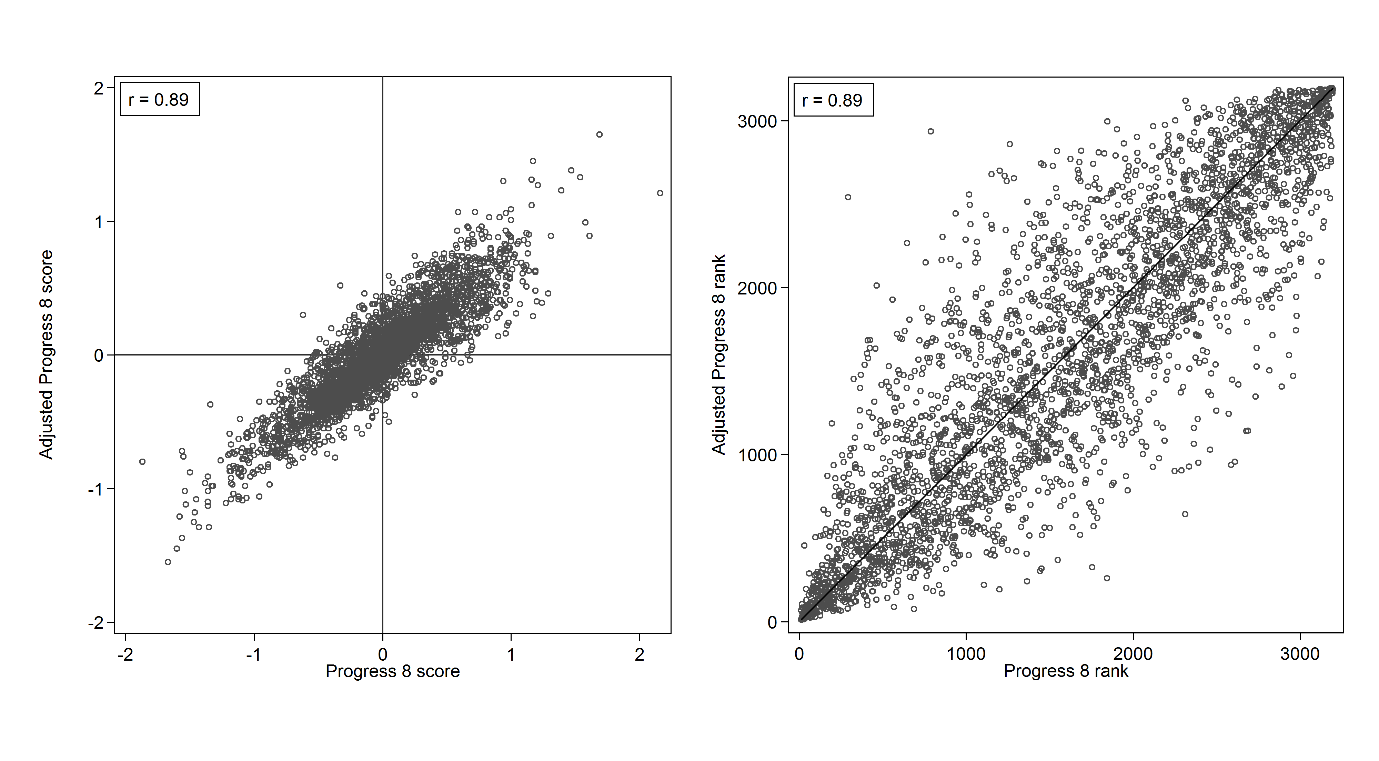 r = 0.89
2
1
0
-1
-2
Adjusted Progress 8 score
-2 -1 0 1 2
Progress 8 score
r = 0.89
3000
2000
1000
0
Adjusted Progress 8 rank
0 1000 2000 3000
Progress 8 rank